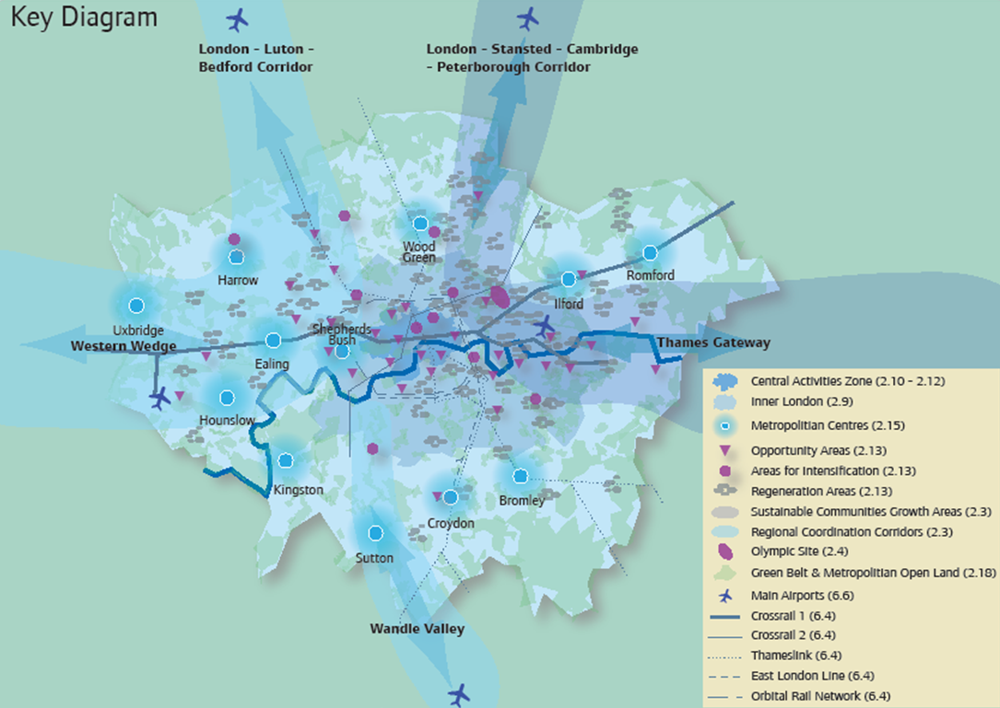 Key Diagram
London - Luton -
Bedford Corridor
London - Stansted - Cambridge
- Peterborough Corridor
Wood
Green
Harrow
Romford
Ilford
Uxbridge
Shepherds
Bush
Western Wedge
Thames Gateway
Ealing
Hounslow
Kingston
Bromley
Croydon
Sutton
Wandle Valley
Central Activities Zone (2.10 - 2.12)
Inner London (2.9)
Metropolitian Centres (2.15)
Opportunity Areas (2.13)
Areas for Intensification (2.13)
Regeneration Areas (2.13)
Sustainable Communities Growth Areas (2.3)
Regional Coordination Corridors (2.3)
Olympic Site (2.4)
Green Belt & Metropolitian Open Land (2.18)
Main Airports (6.6)
Crossrail 1 (6.4)
Crossrail 2 (6.4)
Thameslink (6.4)
East London Line (6.4)
Orbital Rail Network (6.4)